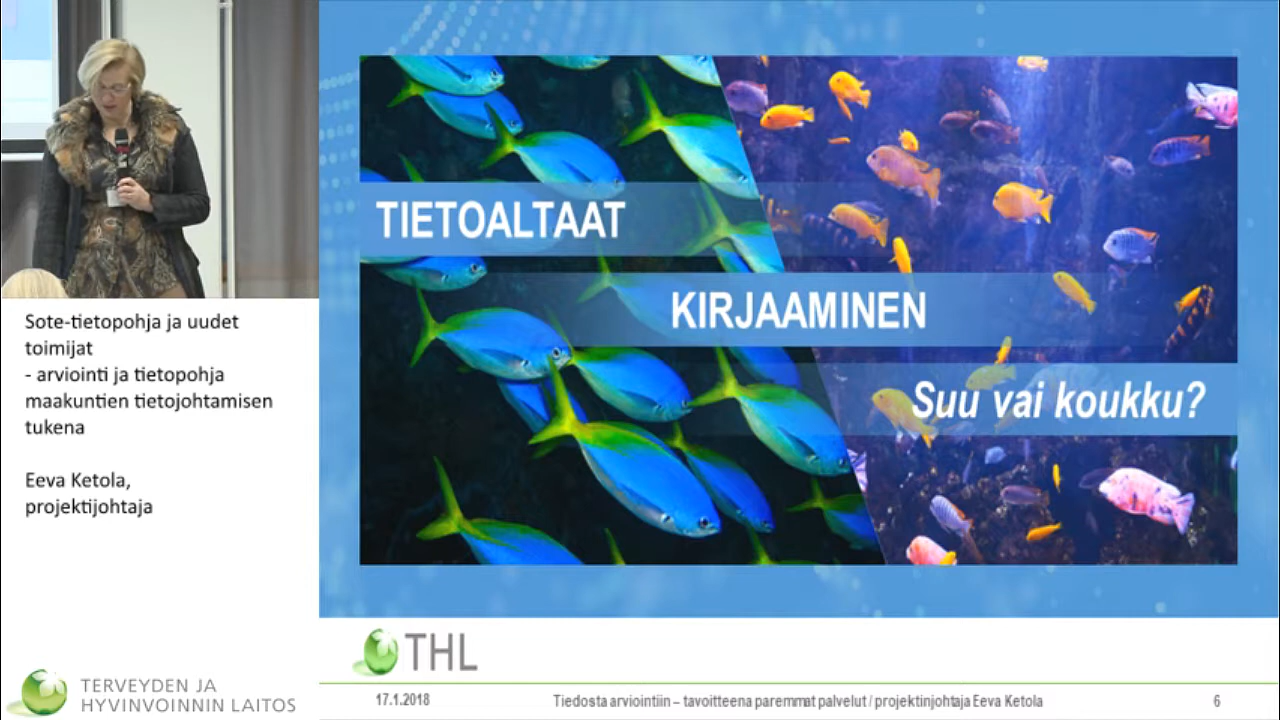 Sote-tietopohja ja uudet
toimijat
- arviointi ja tietopohja
maakuntien tietojohtamisen
tukena
Eeva Ketola,
projektijohtaja
TERVEYDEN JA
HYVINVOINNIN LAITOS
TIETOALTAAT
KIRJAAMINEN
Suu vai koukku?
THL
17.1.2018
Tiedosta arviointiin – tavoitteena paremmat palvelut / projektinjohtaja Eeva Ketola
6